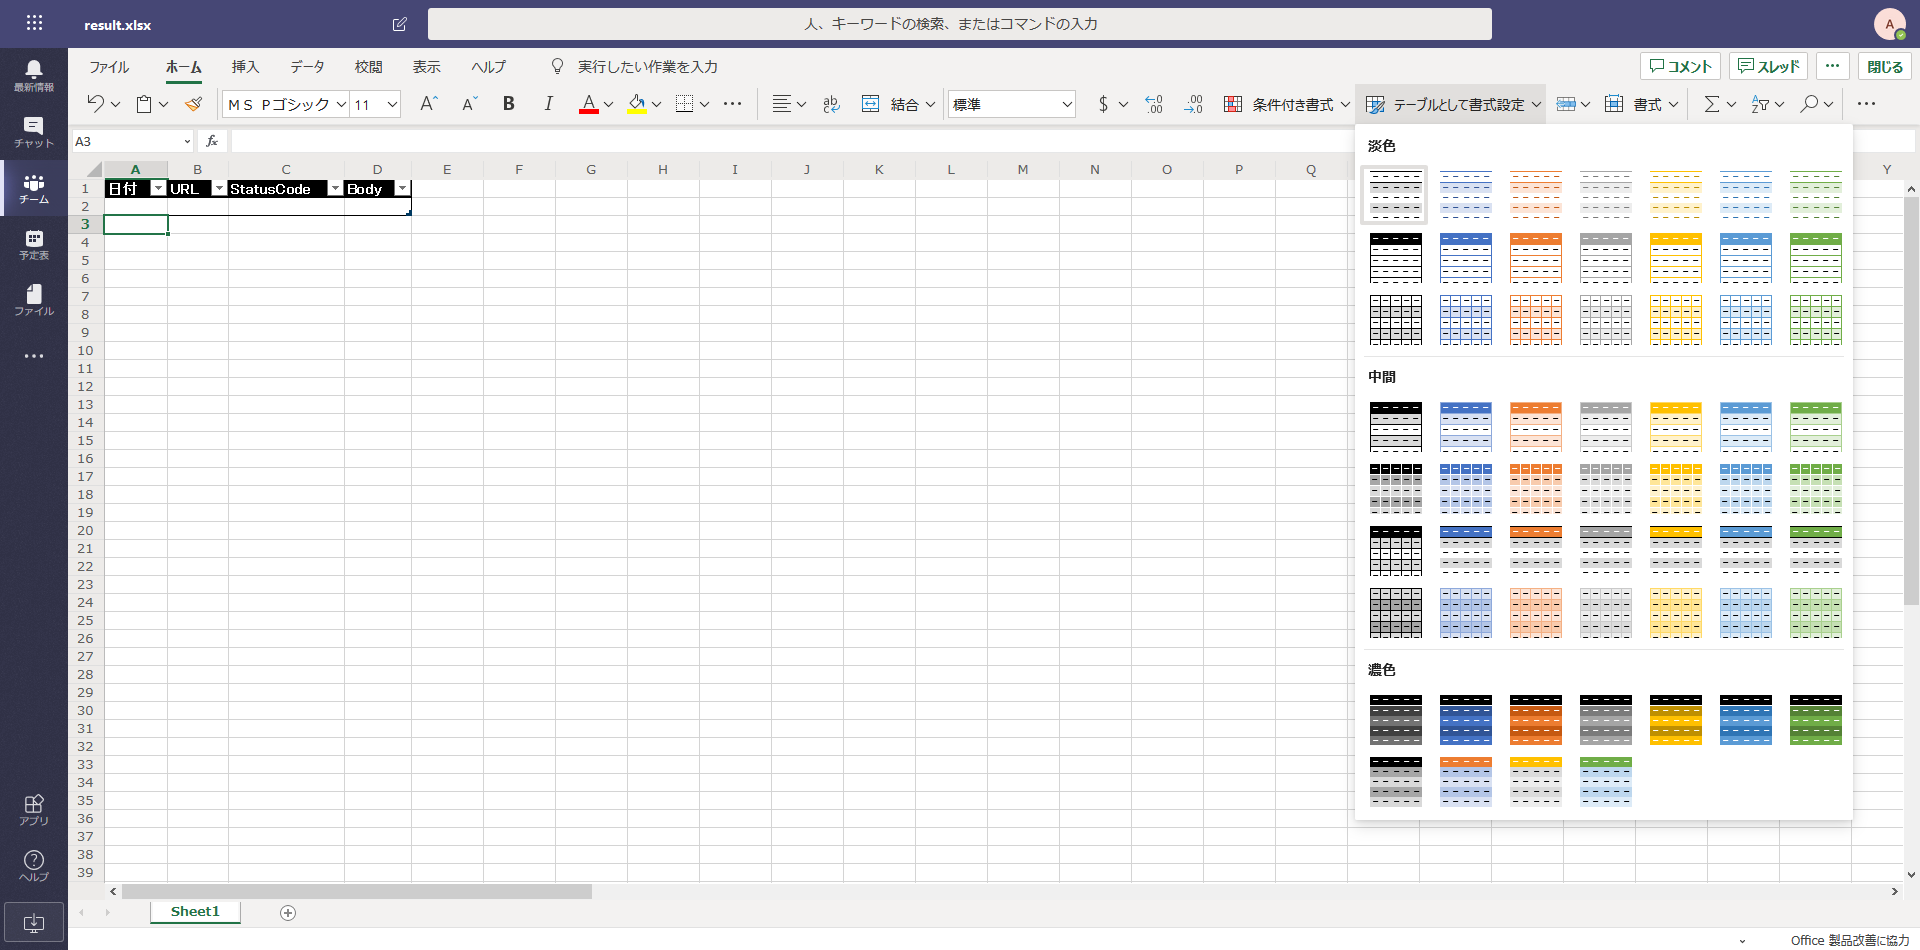 result.xlsx
人、キーワードの検索、またはコマンドの入力
A
最新情報
チャット
チーム
予定表
ファイル
アプリ
ヘルプ
ファイル ホーム 挿入 データ 校閲 表示 ヘルプ 実行したい作業を入力
コメント スレッド 閉じる
ＭＳ Ｐゴシック 11 A A B I A ab 結合 標準 $ 条件付き書式 テーブルとして書式設定 書式
A3 fx
A B C D E F G H I J K L M N O P Q Y
1 日付 URL StatusCode Body
2
3
4
5
6
7
8
9
10
11
12
13
14
15
16
17
18
19
20
21
22
23
24
25
26
27
28
29
30
31
32
33
34
35
36
37
38
39
淡色
中間
濃色
Sheet1
Office 製品改善に協力